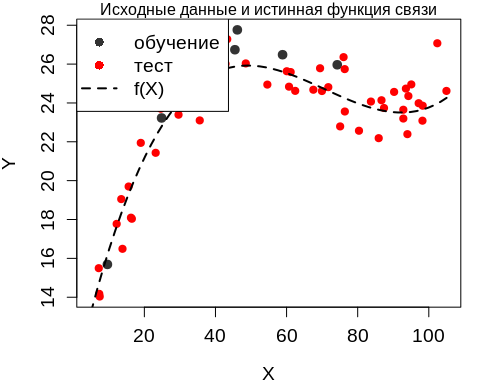 Исходные данные и истинная функция связи
обучение
тест
f(X)
28
26
24
22
20
18
16
14
Y
20 40 60 80 100
X